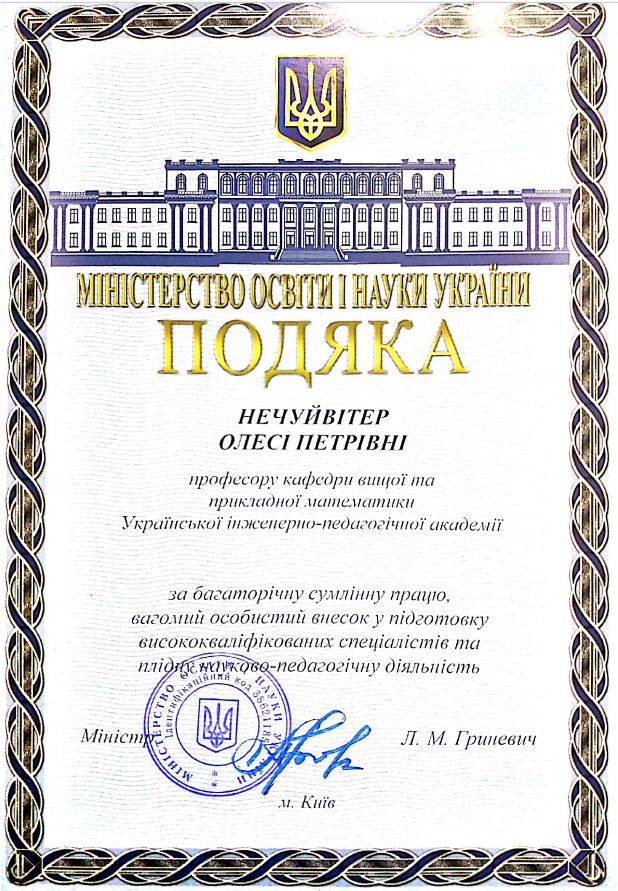 МІНІСТЕРСТВО ОСВІТИ І НАУКИ УКРАЇНИ
ПОДЯКА
НЕЧУЙВІТЕР
ОЛЕСІ ПЕТРІВНІ
професору кафедри вищої та
прикладної математики
Української інженерно-педагогічної академії
за багаторічну сумлінну працю,
вагомий особистий внесок у підготовку
висококваліфікованих спеціалістів та
плідну науково-педагогічну діяльність
МІНІСТЕРСТВО ОСВІТИ І НАУКИ УКРАЇНИ * *
Ідентифікаційний код
Міністр
Л. М. Гриневич
м. Київ